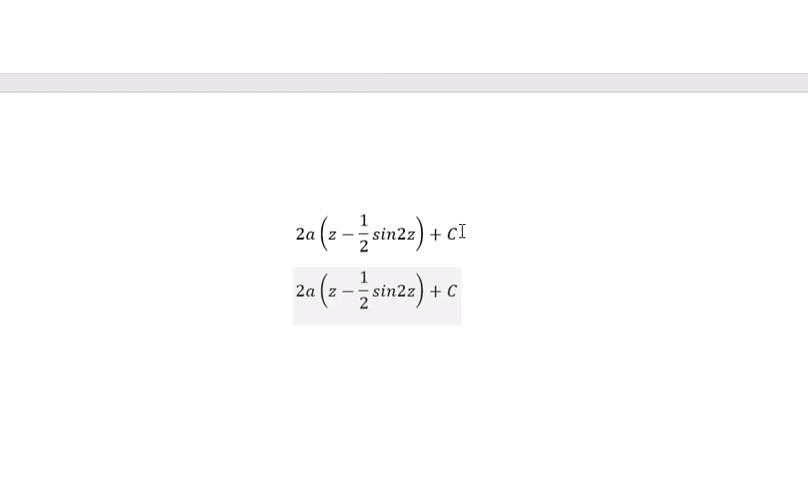 2a(z − 1/2 sin2z) + C
2a(z − 1/2 sin2z) + C